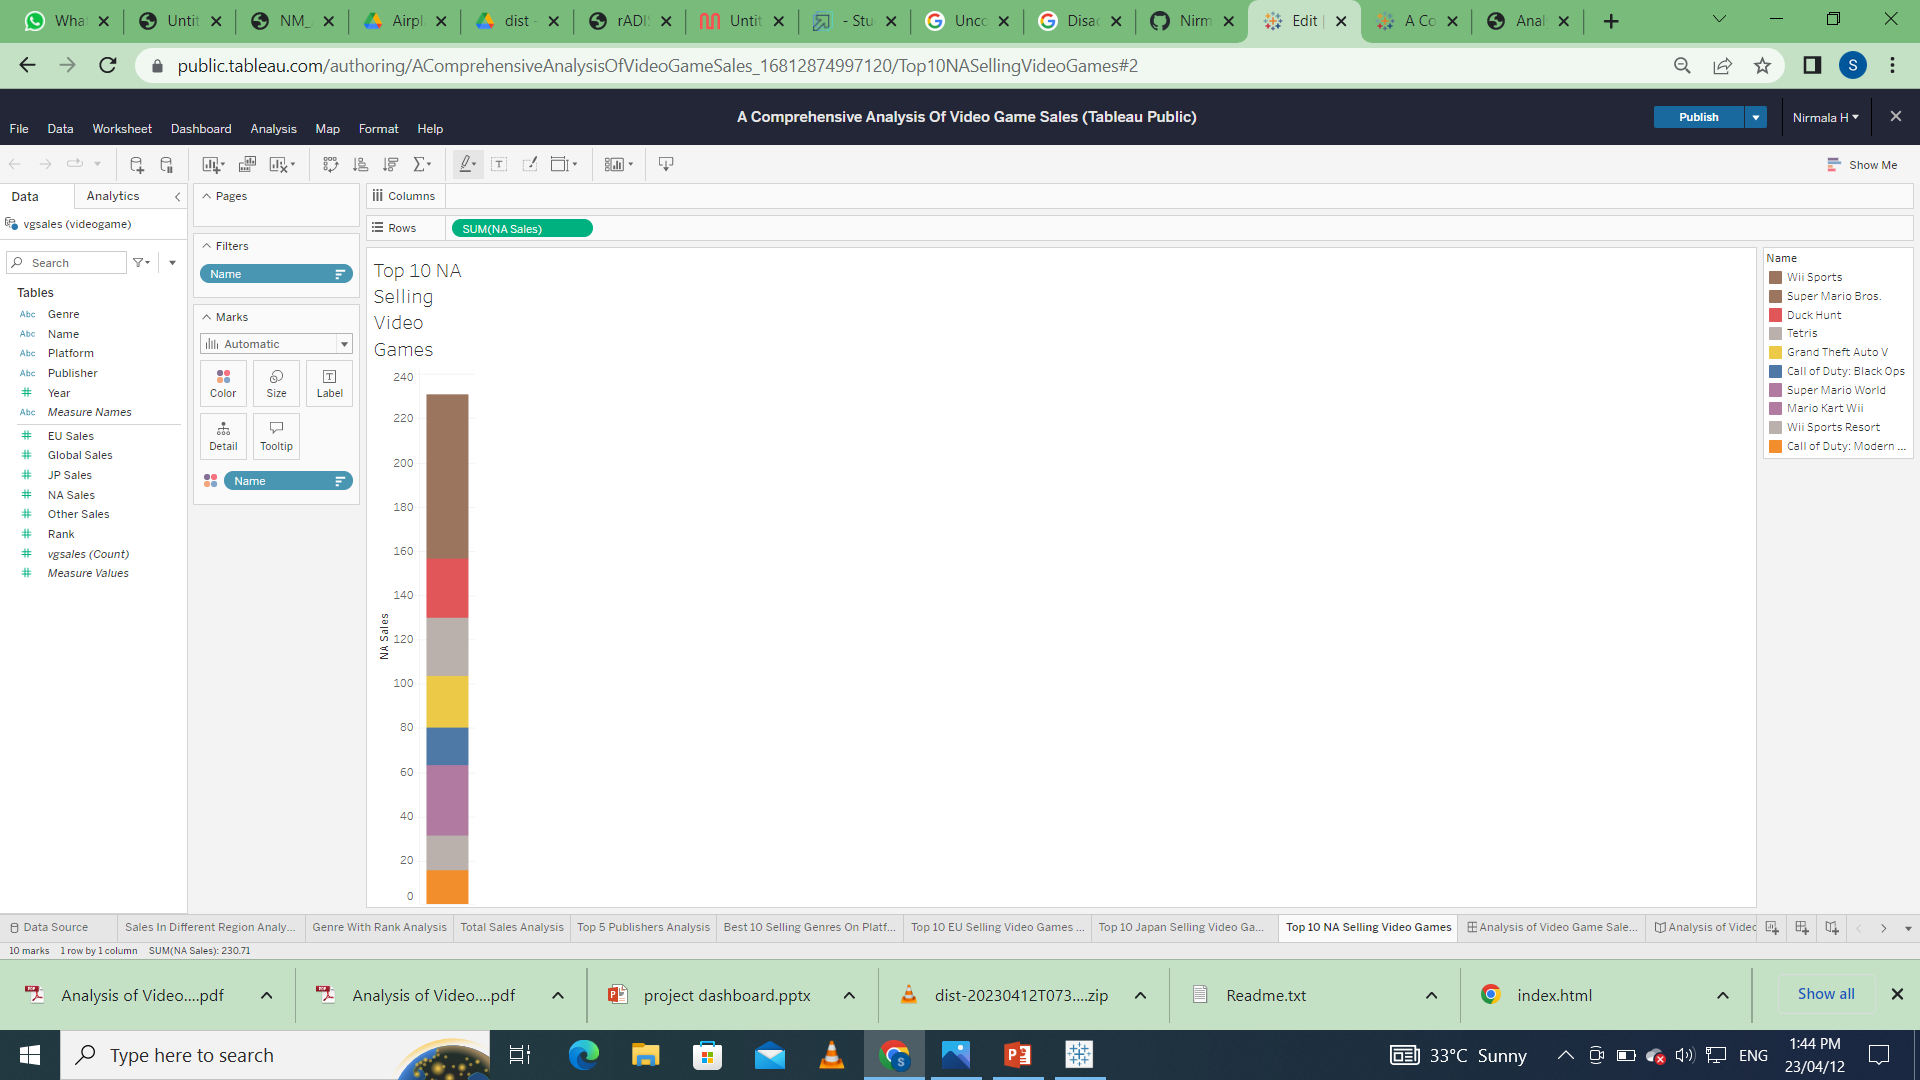 What
Untit
NM_
Airpl
dist -
rADI
Untit
- Stu
Unco
Disa
Nirm
Edit |
A Co
Anal
public.tableau.com/authoring/AComprehensiveAnalysisOfVideoGameSales_16812874997120/Top10NASellingVideoGames#2
S
A Comprehensive Analysis Of Video Game Sales (Tableau Public)
Publish
Nirmala H
File Data Worksheet Dashboard Analysis Map Format Help
Show Me
Data Analytics
Pages
Columns
vgsales (videogame)
Rows
SUM(NA Sales)
Filters
Name
Search
Tables
Abc Genre
Abc Name
Abc Platform
Abc Publisher
Year
Abc Measure Names
EU Sales
Global Sales
JP Sales
NA Sales
Other Sales
Rank
vgsales (Count)
Measure Values
Marks
Automatic
Color Size Label
Detail Tooltip
Name
Top 10 NA
Selling
Video
Games
240
220
200
180
160
140
120
100
80
60
40
20
0
NA Sales
Name
Wii Sports
Super Mario Bros.
Duck Hunt
Tetris
Grand Theft Auto V
Call of Duty: Black Ops
Super Mario World
Mario Kart Wii
Wii Sports Resort
Call of Duty: Modern ...
Data Source
Sales In Different Region Analy...
Genre With Rank Analysis
Total Sales Analysis
Top 5 Publishers Analysis
Best 10 Selling Genres On Platf...
Top 10 EU Selling Video Games ...
Top 10 Japan Selling Video Ga...
Top 10 NA Selling Video Games
Analysis of Video Game Sale...
Analysis of Videc
10 marks 1 row by 1 column SUM(NA Sales): 230.71
Analysis of Video....pdf
Analysis of Video....pdf
project dashboard.pptx
dist-20230412T073....zip
Readme.txt
index.html
Show all
Type here to search
33°C Sunny
ENG
1:44 PM
23/04/12